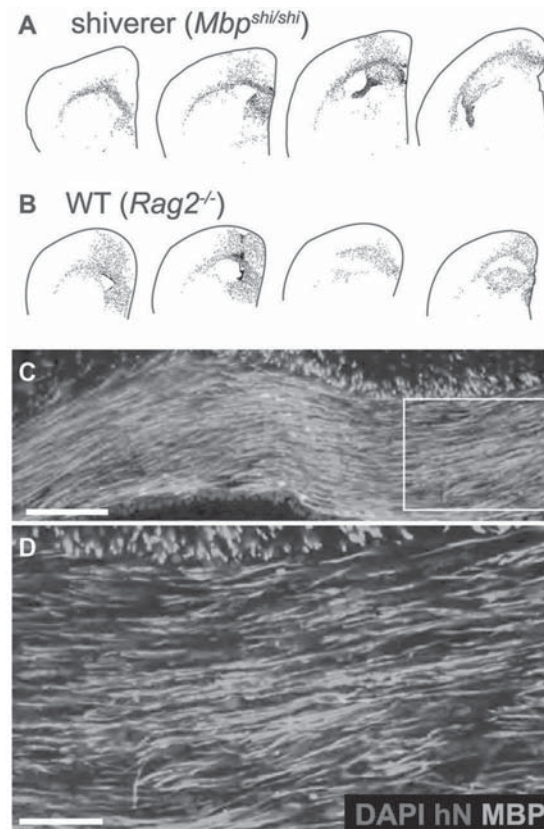 A shiverer (Mbpshi/shi)
B WT (Rag2-/-)
C
D
DAPI hN MBP